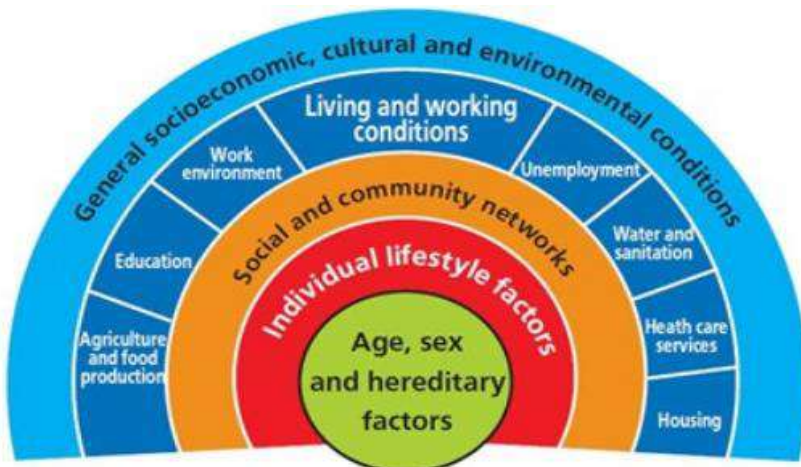 General socioeconomic, cultural and environmental conditions
Living and working
conditions
Work
environment
Unemployment
Education
Water and
sanitation
Agriculture
and food
production
Heath care
services
Housing
Social and community networks
Individual lifestyle factors
Age, sex
and hereditary
factors